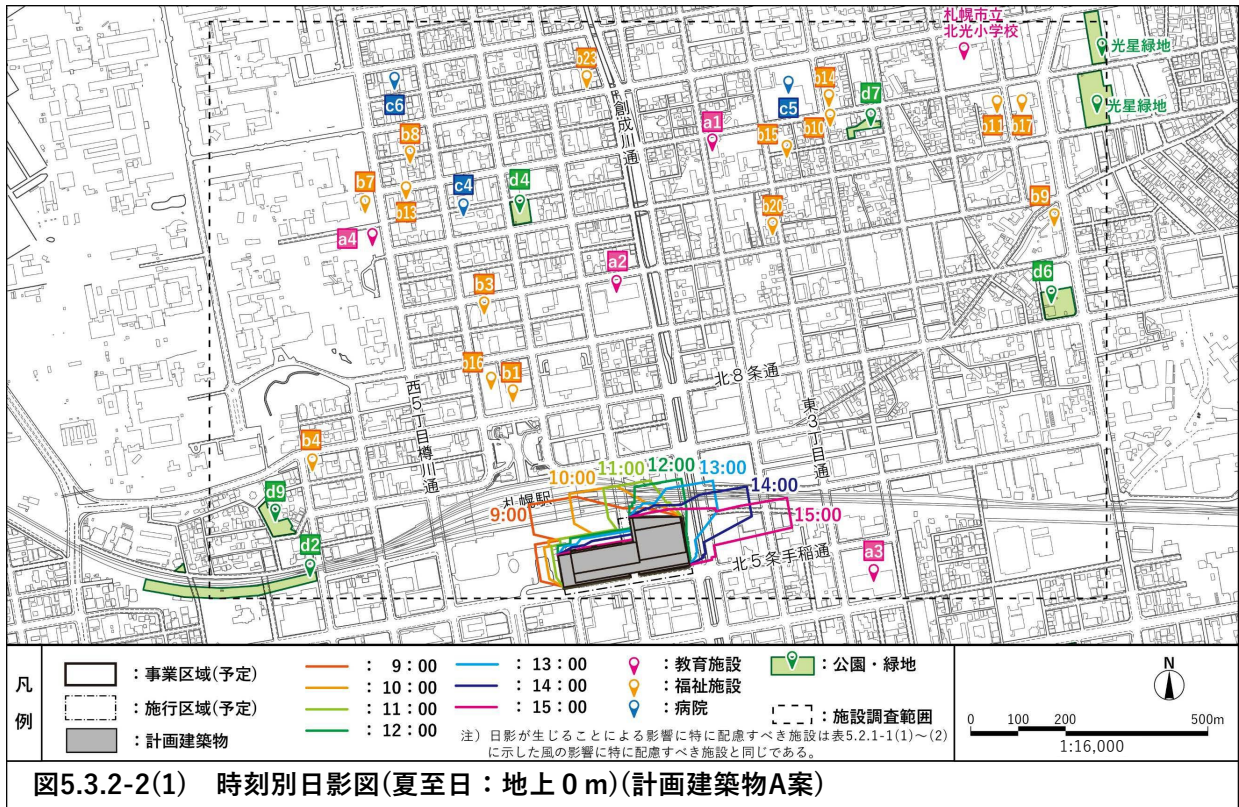 札幌市立
北光小学校
光星緑地
光星緑地
b23
c6
b8
b7
b13
c4
d4
a4
a1
a2
c5
b14
b15
b10
d7
b11
b17
b20
b9
d6
b3
b16
b1
b4
d9
d2
a3
創成川通
北8条通
西5丁目樽川通
東3丁目通
札幌駅
北5条手稲通
9:00
10:00
11:00
12:00
13:00
14:00
15:00
凡例
：事業区域(予定)
：施行区域(予定)
：計画建築物
： 9：00
：10：00
：11：00
：12：00
：13：00
：14：00
：15：00
：教育施設
：福祉施設
：病院
：公園・緑地
：施設調査範囲
注）日影が生じることによる影響に特に配慮すべき施設は表5.2.1-1(1)～(2)
に示した風の影響に特に配慮すべき施設と同じである。
N
0 100 200 500m
1:16,000
図5.3.2-2(1) 時刻別日影図(夏至日：地上０ｍ)(計画建築物A案)